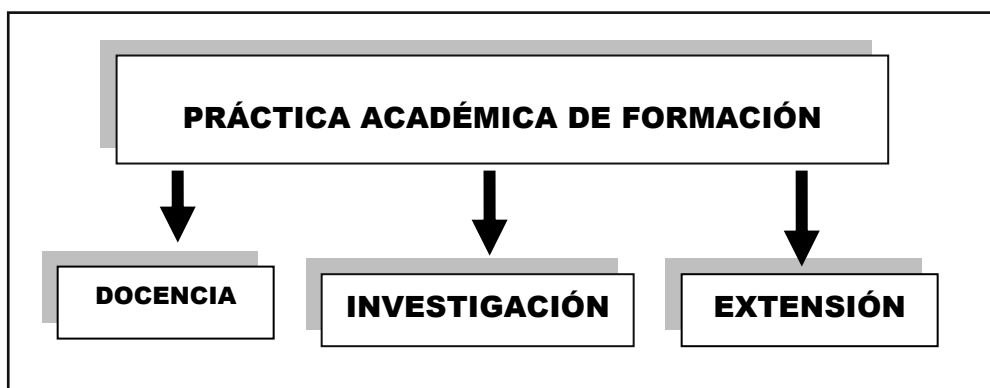 PRÁCTICA ACADÉMICA DE FORMACIÓN
DOCENCIA
INVESTIGACIÓN
EXTENSIÓN